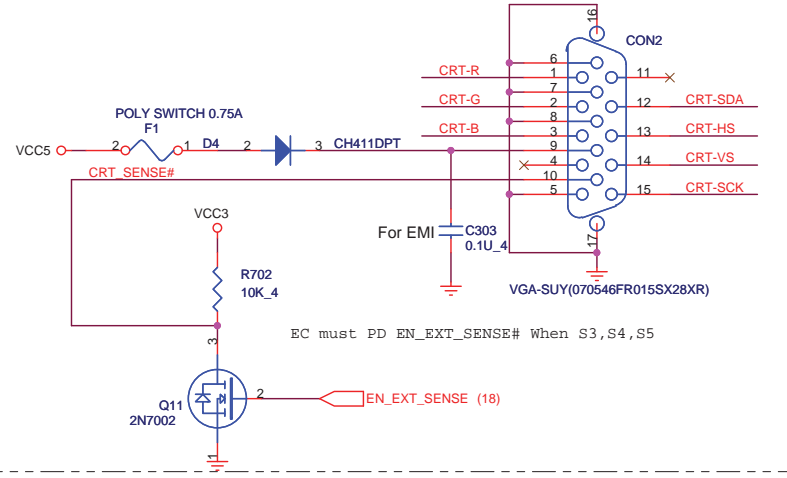 16
CON2
6
CRT-R
1
11
7
CRT-G
2
12
CRT-SDA
POLY SWITCH 0.75A
F1
8
CRT-B
3
13
CRT-HS
VCC5
2
1
D4
2
3
CH411DPT
9
4
14
CRT-VS
CRT_SENSE#
10
5
15
CRT-SCK
VCC3
For EMI
C303
0.1U_4
17
R702
10K_4
VGA-SUY(070546FR015SX28XR)
EC must PD EN_EXT_SENSE# When S3,S4,S5
3
Q11
2N7002
2
EN_EXT_SENSE (18)
1